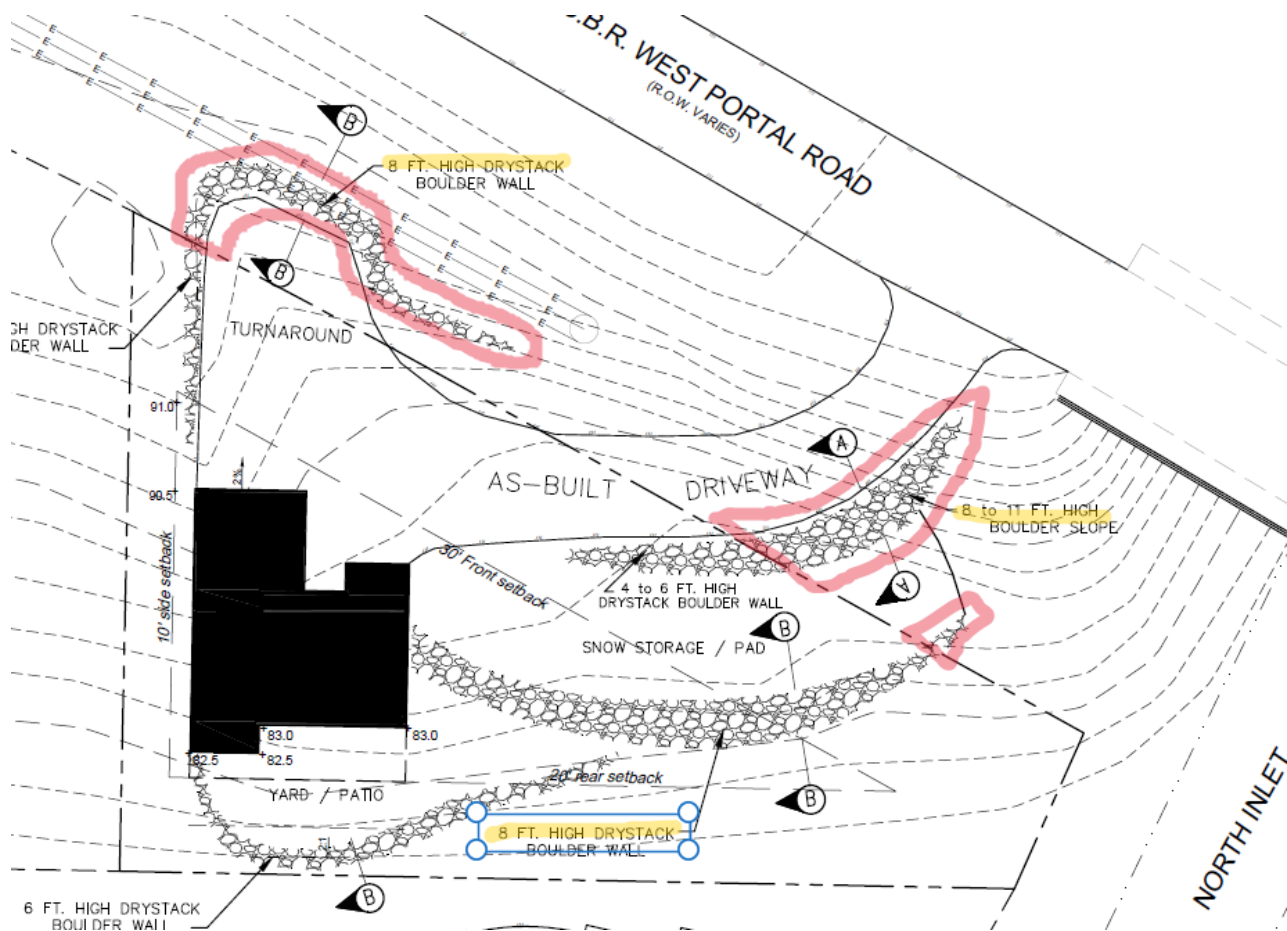 .B.R. WEST PORTAL ROAD
(R.O.W. VARIES)
B
8 FT. HIGH DRYSTACK
BOULDER WALL
B
GH DRYSTACK
DER WALL
TURNAROUND
91.0
2%
90.5
AS-BUILT DRIVEWAY
A
8 to 11 FT. HIGH
BOULDER SLOPE
30' Front setback
10' side setback
4 to 6 FT. HIGH
DRYSTACK BOULDER WALL
A
SNOW STORAGE / PAD
B
83.0
83.0
82.5
82.5
20' rear setback
YARD / PATIO
B
8 FT. HIGH DRYSTACK
BOULDER WALL
B
6 FT. HIGH DRYSTACK
BOULDER WALL
NORTH INLET
E E E E E E E E E E E E E E E E E E E E E E E E